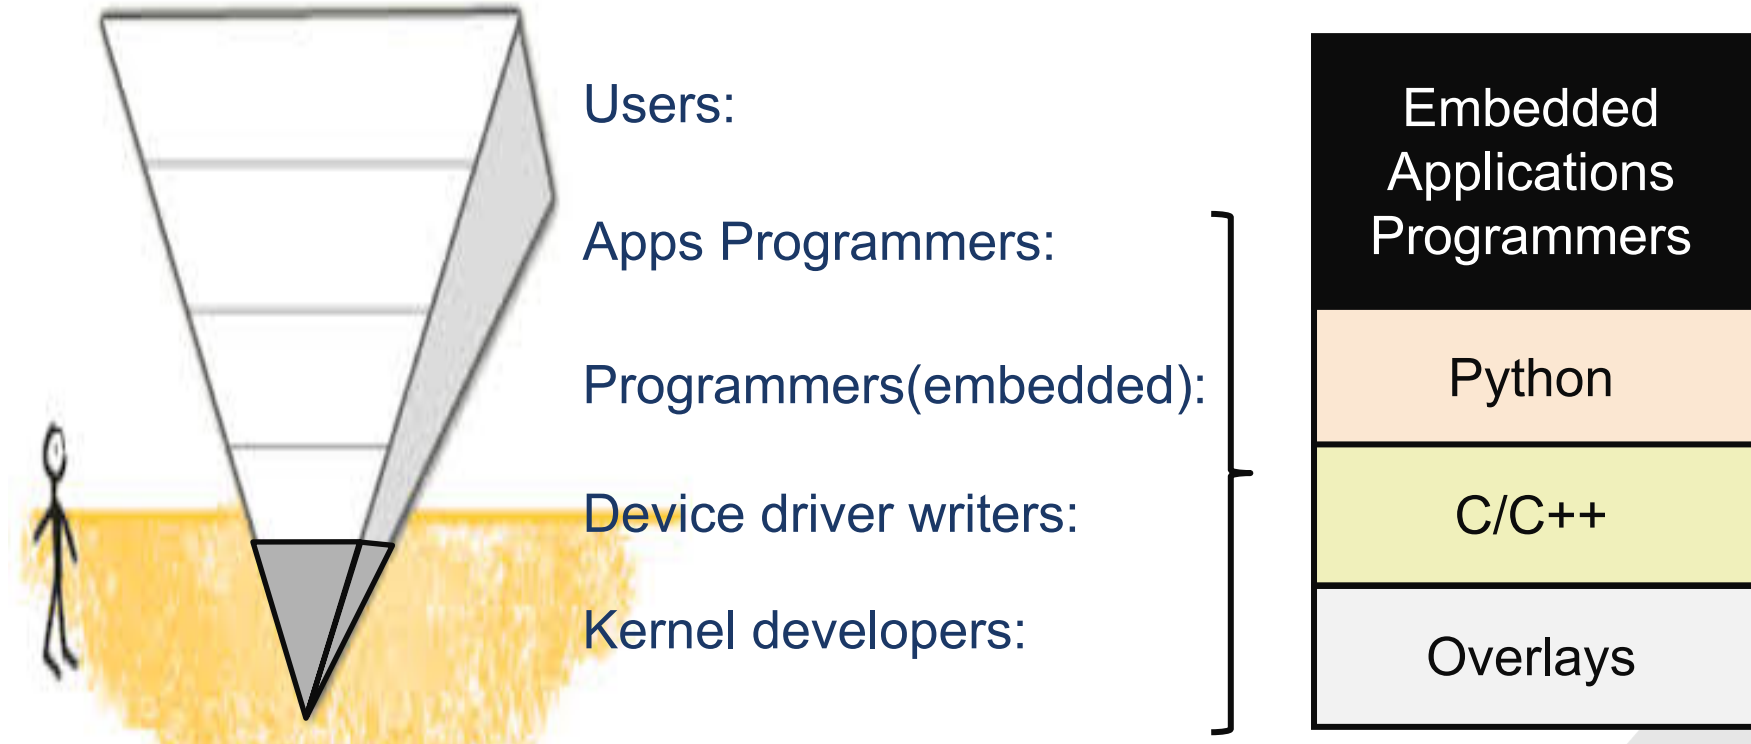 Users:
Apps Programmers:
Programmers(embedded):
Device driver writers:
Kernel developers:
Embedded
Applications
Programmers
Python
C/C++
Overlays